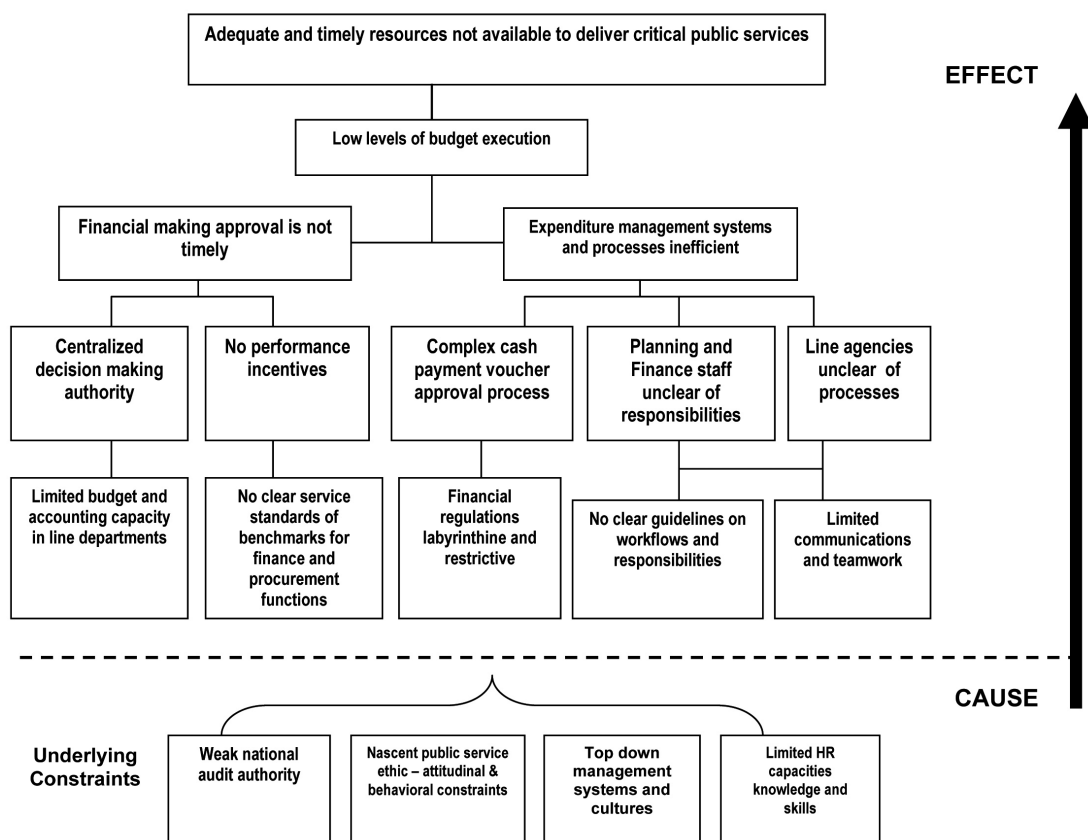 Adequate and timely resources not available to deliver critical public services
EFFECT
Low levels of budget execution
Financial making approval is not
timely
Expenditure management systems
and processes inefficient
Centralized
decision making
authority
No performance
incentives
Complex cash
payment voucher
approval process
Planning and
Finance staff
unclear of
responsibilities
Line agencies
unclear of
processes
Limited budget and
accounting capacity
in line departments
No clear service
standards of
benchmarks for
finance and
procurement
functions
Financial
regulations
labyrinthine and
restrictive
No clear guidelines on
workflows and
responsibilities
Limited
communications
and teamwork
CAUSE
Underlying
Constraints
Weak national
audit authority
Nascent public service
ethic – attitudinal &
behavioral constraints
Top down
management
systems and
cultures
Limited HR
capacities
knowledge and
skills